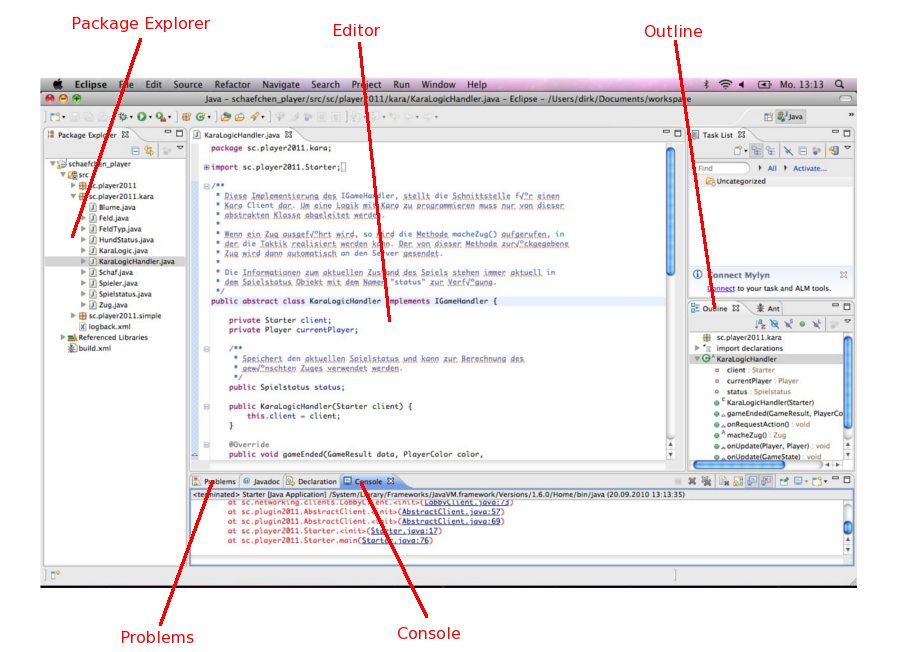 Package Explorer
Editor
Outline
Eclipse File Edit Source Refactor Navigate Search Project Run Window Help Mo. 13:13
Java – schaefchen_player/src/sc/player2011/kara/KaraLogicHandler.java – Eclipse – /Users/dirk/Documents/workspace
Java
Package Explorer
schaefchen_player
src
sc.player2011
sc.player2011.kara
Blume.java
Feld.java
FeldTyp.java
HundStatus.java
KaraLogic.java
KaraLogicHandler.java
Schaf.java
Spieler.java
Spielstatus.java
Zug.java
sc.player2011.simple
logback.xml
Referenced Libraries
build.xml
KaraLogicHandler.java
package sc.player2011.kara;
import sc.player2011.Starter;
/**
* Diese Implementierung des IGameHandler, stellt die Schnittstelle f√ºr einen
* Kara Client dar. Um eine Logik mit Kara zu programmieren muss nur von dieser
* abstrakten Klasse abgeleitet werden.
*
* Wenn ein Zug ausgef√ºhrt wird, so wird die Methode macheZug() aufgerufen, in
* der die Taktik realisiert werden kann. Der von dieser Methode zur√ºckgegebene
* Zug wird dann automatisch an den Server gesendet.
*
* Die Informationen zum aktuellen Zustand des Spiels stehen immer aktuell in
* dem Spielstatus Objekt mit dem Namen "status" zur Verf√ºgung.
*/
public abstract class KaraLogicHandler implements IGameHandler {
private Starter client;
private Player currentPlayer;
/**
* Speichert den aktuellen Spielstatus und kann zur Berechnung des
* gew√ºnschten Zuges verwendet werden.
*/
public Spielstatus status;
public KaraLogicHandler(Starter client) {
this.client = client;
}
@Override
public void gameEnded(GameResult data, PlayerColor color,
Task List
Find All Activate...
Uncategorized
Connect Mylyn
Connect to your task and ALM tools.
Outline Ant
sc.player2011.kara
import declarations
KaraLogicHandler
client : Starter
currentPlayer : Player
status : Spielstatus
KaraLogicHandler(Starter)
gameEnded(GameResult, PlayerCo
onRequestAction() : void
macheZug() : Zug
onUpdate(Player, Player) : void
onUpdate(GameState) : void
Problems Javadoc Declaration Console
<terminated> Starter [Java Application] /System/Library/Frameworks/JavaVM.framework/Versions/1.6.0/Home/bin/java (20.09.2010 13:13:35)
at sc.networking.clients.LobbyClient.<init>(LobbyClient.java:73)
at sc.plugin2011.AbstractClient.<init>(AbstractClient.java:57)
at sc.plugin2011.AbstractClient.<init>(AbstractClient.java:69)
at sc.player2011.Starter.<init>(Starter.java:17)
at sc.player2011.Starter.main(Starter.java:76)
Problems
Console